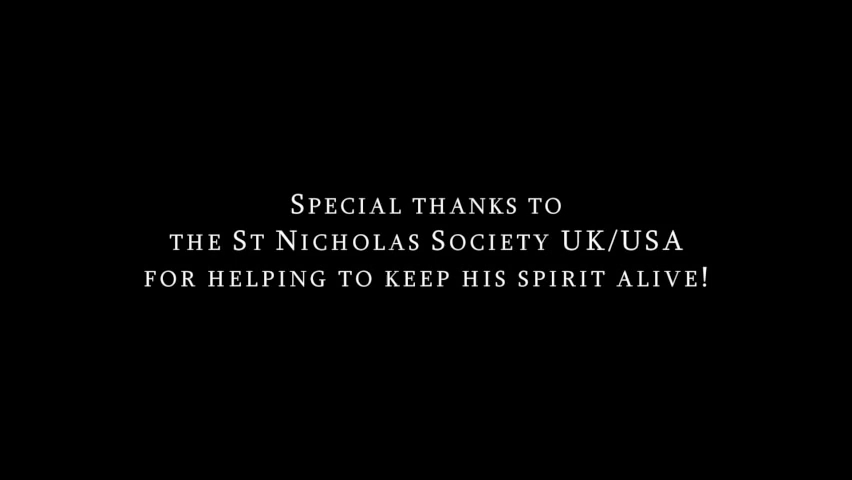 Special thanks to
the St Nicholas Society UK/USA
for helping to keep his spirit alive!